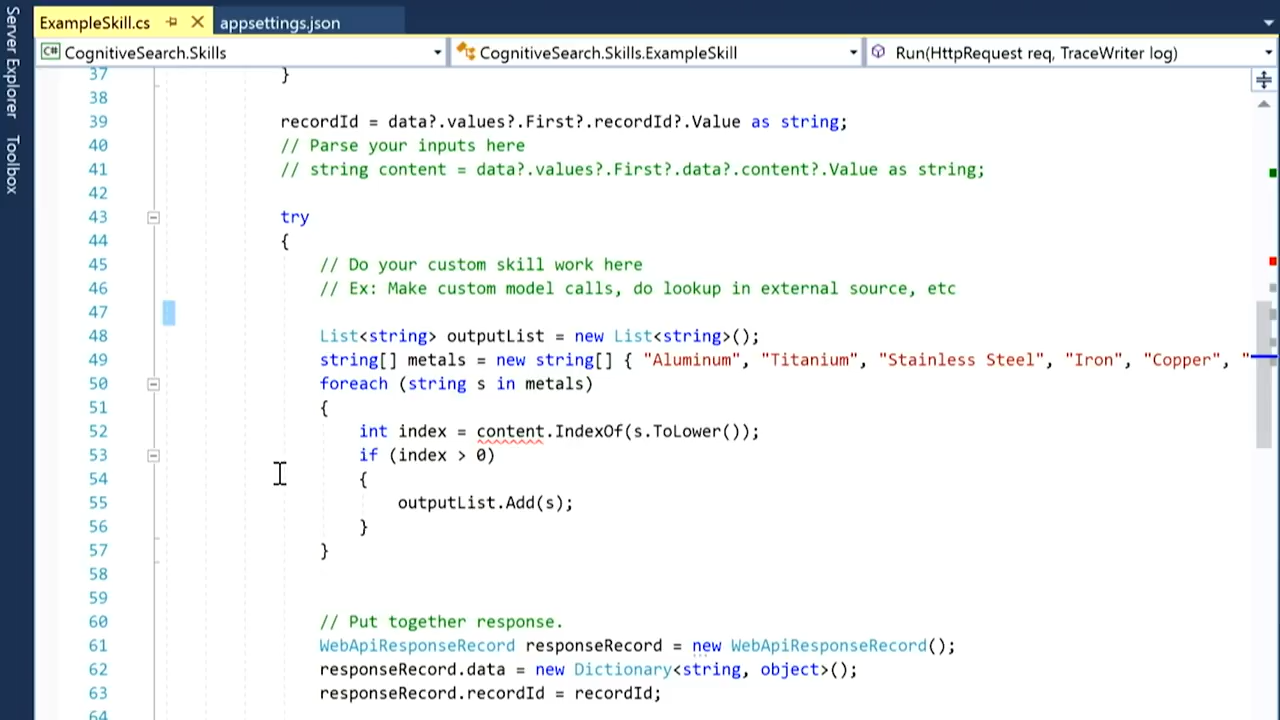 ExampleSkill.cs appsettings.json
Server Explorer
Toolbox
C# CognitiveSearch.Skills CognitiveSearch.Skills.ExampleSkill Run(HttpRequest req, TraceWriter log)
37 }
38
39 recordId = data?.values?.First?.recordId?.Value as string;
40 // Parse your inputs here
41 // string content = data?.values?.First?.data?.content?.Value as string;
42
43 try
44 {
45 // Do your custom skill work here
46 // Ex: Make custom model calls, do lookup in external source, etc
47
48 List<string> outputList = new List<string>();
49 string[] metals = new string[] { "Aluminum", "Titanium", "Stainless Steel", "Iron", "Copper", "
50 foreach (string s in metals)
51 {
52 int index = content.IndexOf(s.ToLower());
53 if (index > 0)
54 {
55 outputList.Add(s);
56 }
57 }
58
59
60 // Put together response.
61 WebApiResponseRecord responseRecord = new WebApiResponseRecord();
62 responseRecord.data = new Dictionary<string, object>();
63 responseRecord.recordId = recordId;
64